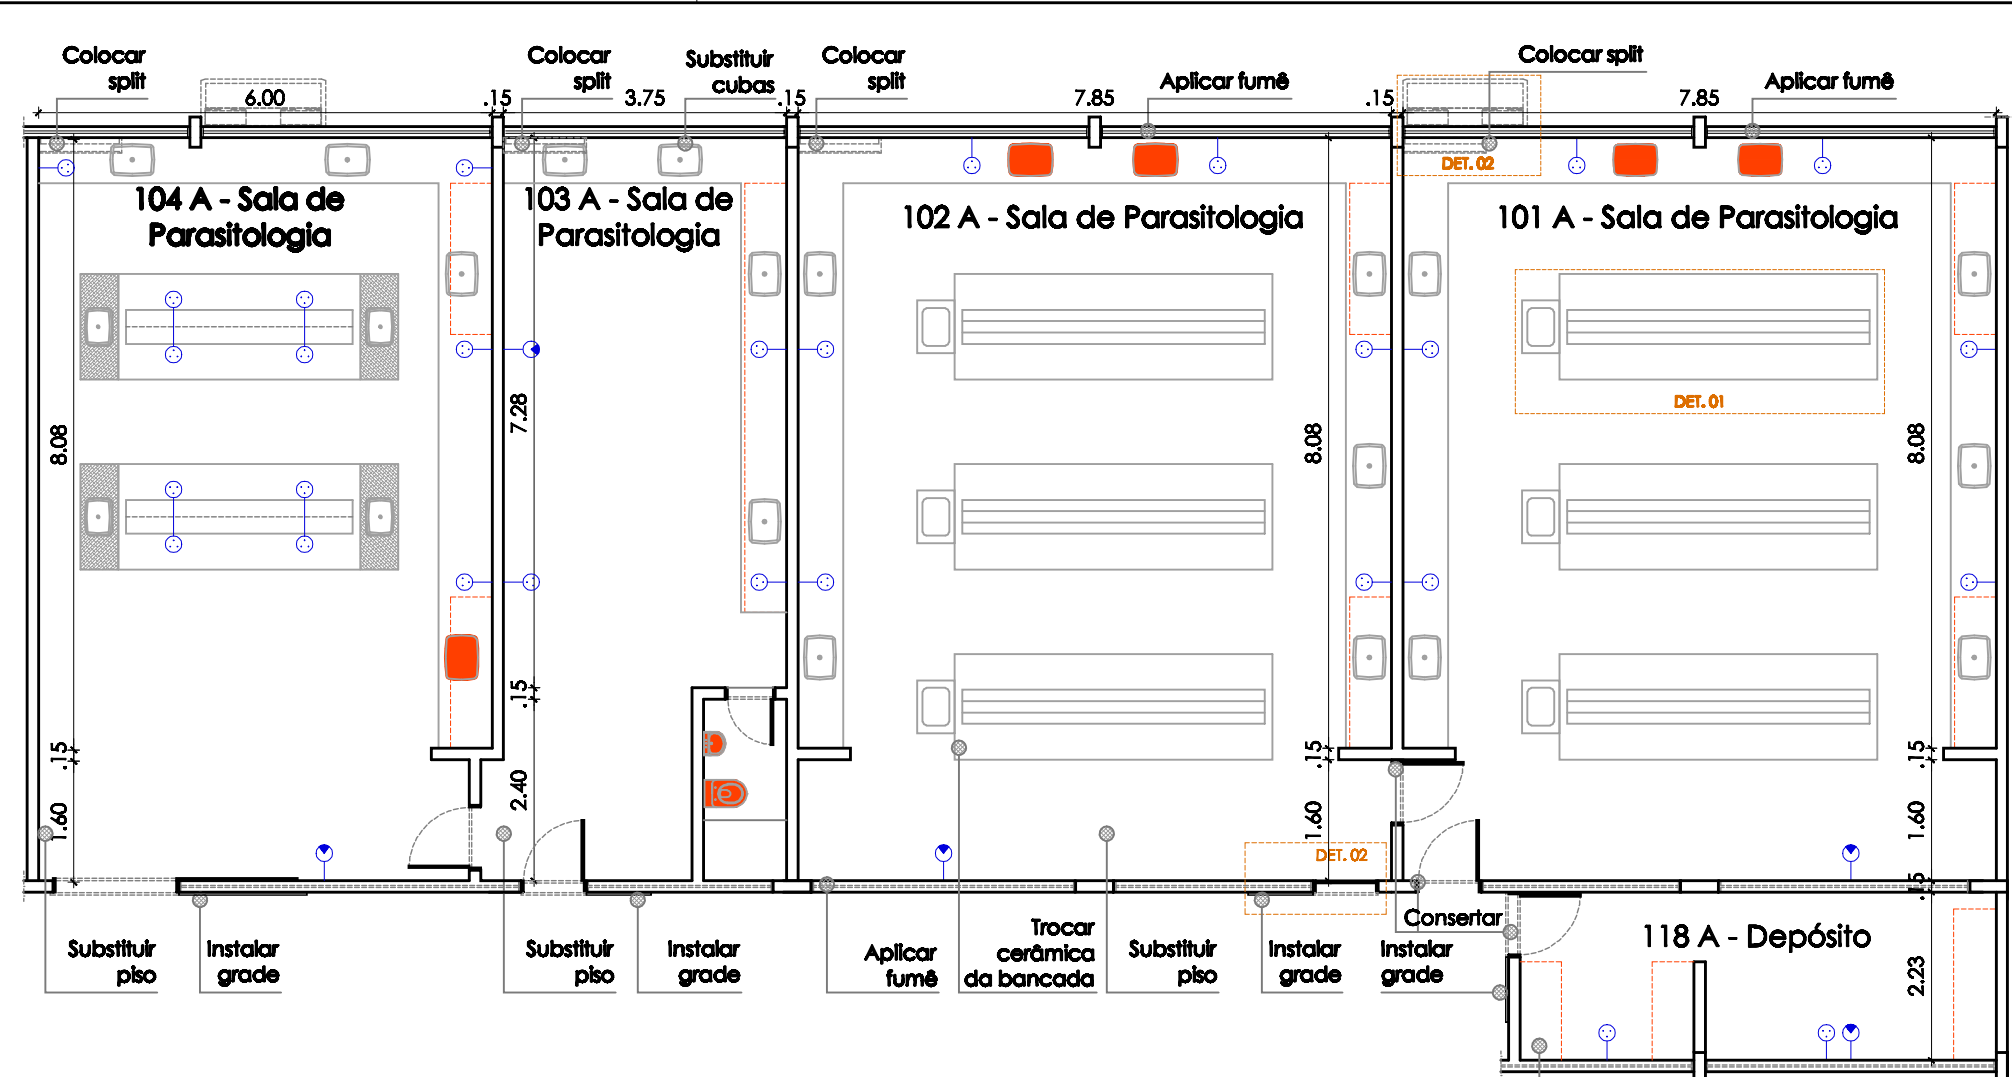 Colocar
split
Colocar
split
Substituir
cubas
Colocar
split
Aplicar fumê
Colocar split
Aplicar fumê
6.00
.15
3.75
.15
7.85
.15
7.85
DET. 02
104 A - Sala de
Parasitologia
103 A - Sala de
Parasitologia
102 A - Sala de Parasitologia
101 A - Sala de Parasitologia
DET. 01
8.08
7.28
8.08
8.08
.15
.15
.15
.15
1.60
2.40
1.60
1.60
DET. 02
Substituir
piso
Instalar
grade
Substituir
piso
Instalar
grade
Aplicar
fumê
Trocar
cerâmica
da bancada
Substituir
piso
Instalar
grade
Consertar
Instalar
grade
118 A - Depósito
2.23